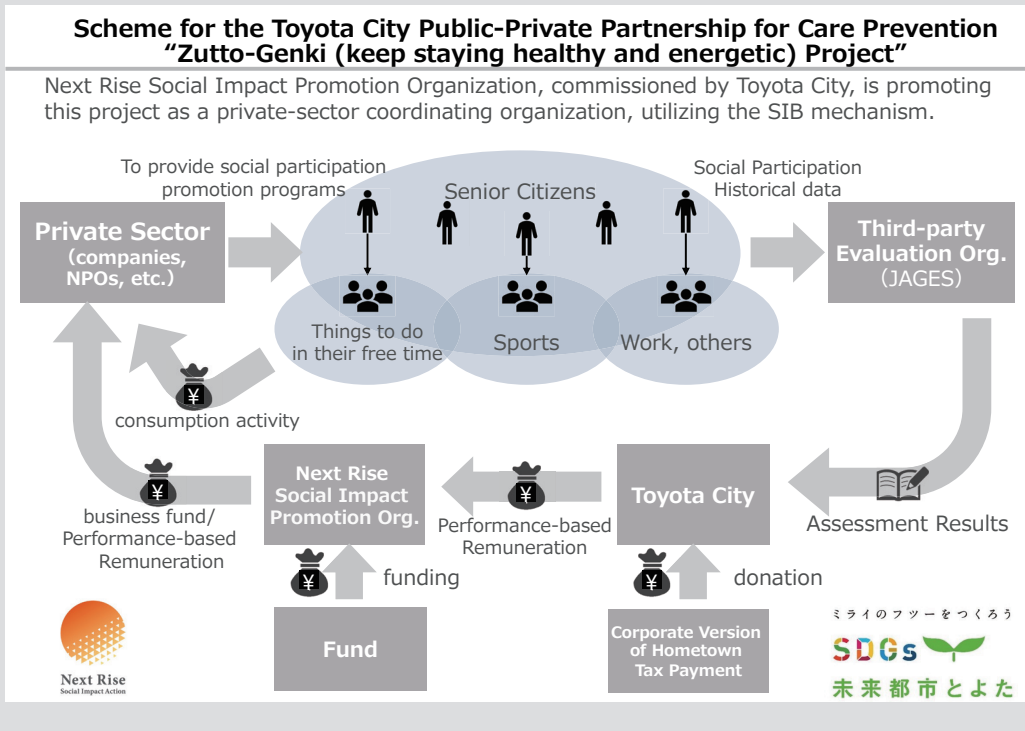 Scheme for the Toyota City Public-Private Partnership for Care Prevention
“Zutto-Genki (keep staying healthy and energetic) Project”
Next Rise Social Impact Promotion Organization, commissioned by Toyota City, is promoting
this project as a private-sector coordinating organization, utilizing the SIB mechanism.
To provide social participation
promotion programs
Senior Citizens
Social Participation
Historical data
Private Sector
(companies,
NPOs, etc.)
Third-party
Evaluation Org.
(JAGES)
Things to do
in their free time
Sports
Work, others
¥
consumption activity
Next Rise
Social Impact
Promotion Org.
Toyota City
¥
business fund/
Performance-based
Remuneration
¥
Performance-based
Remuneration
Assessment Results
¥
funding
¥
donation
Fund
Corporate Version
of Hometown
Tax Payment
Next Rise
Social Impact Action
ミライのフツーをつくろう
SDGs
未来都市とよた